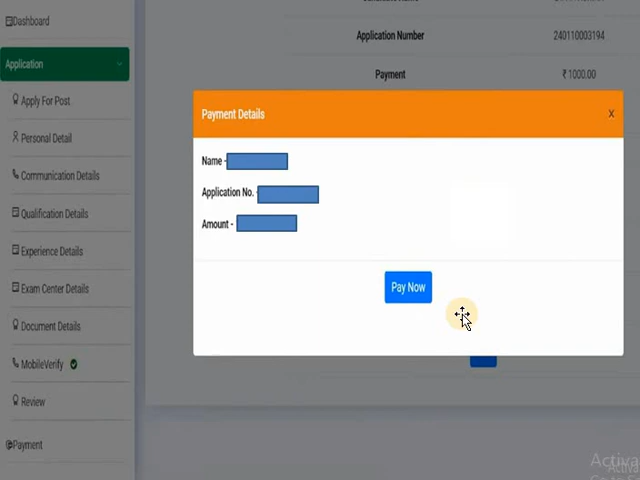 Dashboard
Application
Apply For Post
Personal Detail
Communication Details
Qualification Details
Experience Details
Exam Center Details
Document Details
MobileVerify
Review
Payment
Application Number 240110003194
Payment ₹ 1000.00
Payment Details X
Name -
Application No. -
Amount -
Pay Now
Activa